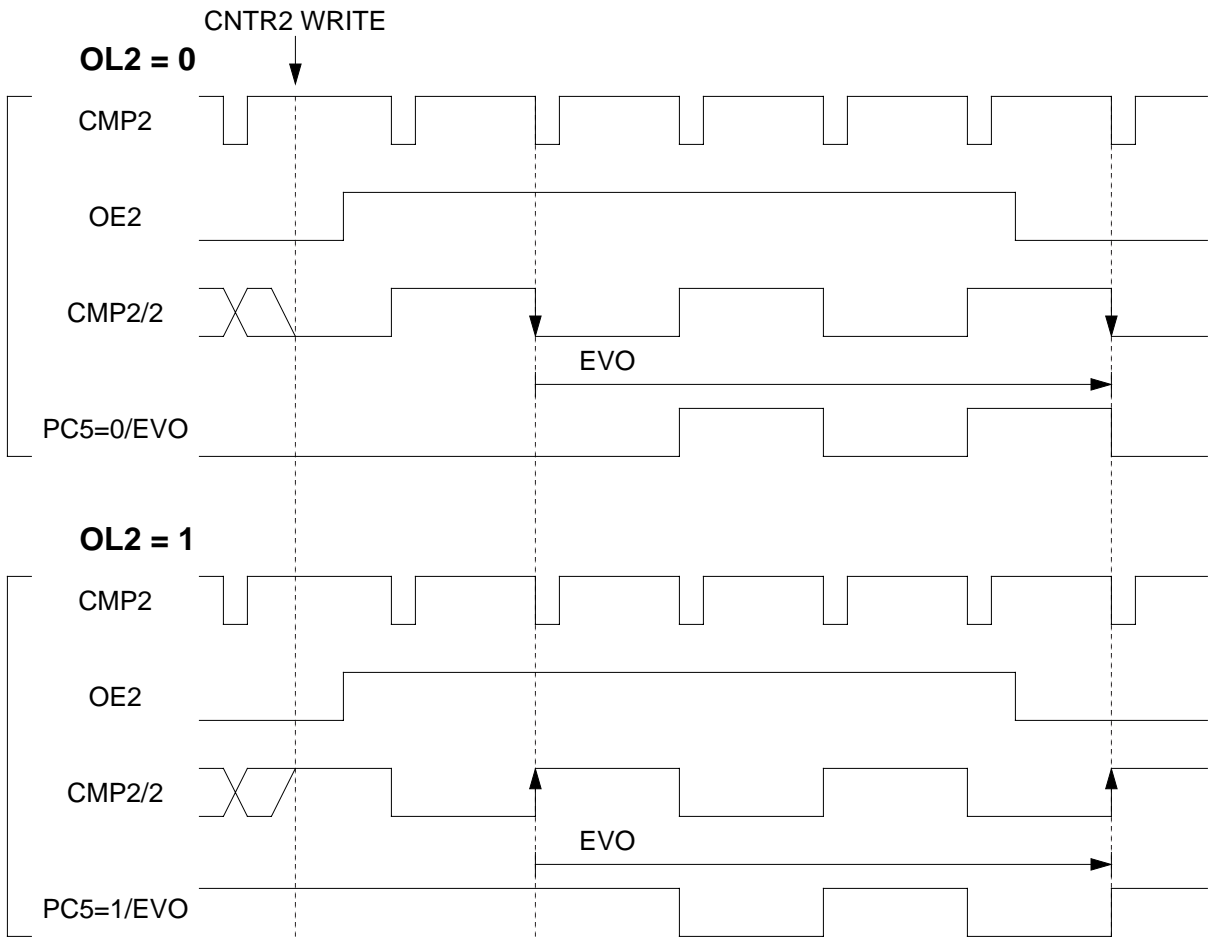 CNTR2 WRITE
OL2 = 0
CMP2
OE2
CMP2/2
EVO
PC5=0/EVO
OL2 = 1
CMP2
OE2
CMP2/2
EVO
PC5=1/EVO